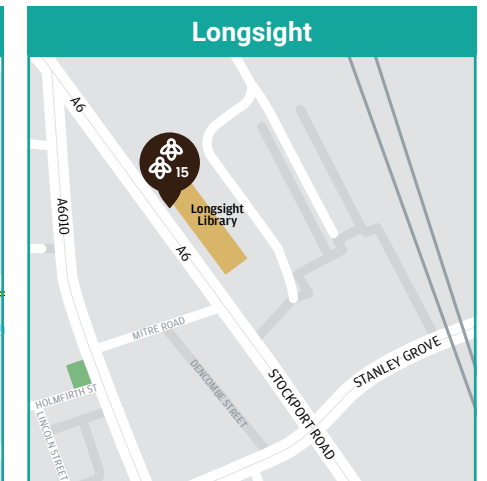 Longsight
A6
15
A6010
Longsight
Library
A6
MITRE ROAD
DENCOMBE STREET
STANLEY GROVE
STOCKPORT ROAD
HOLMFIRTH ST
LINCOLN STREET